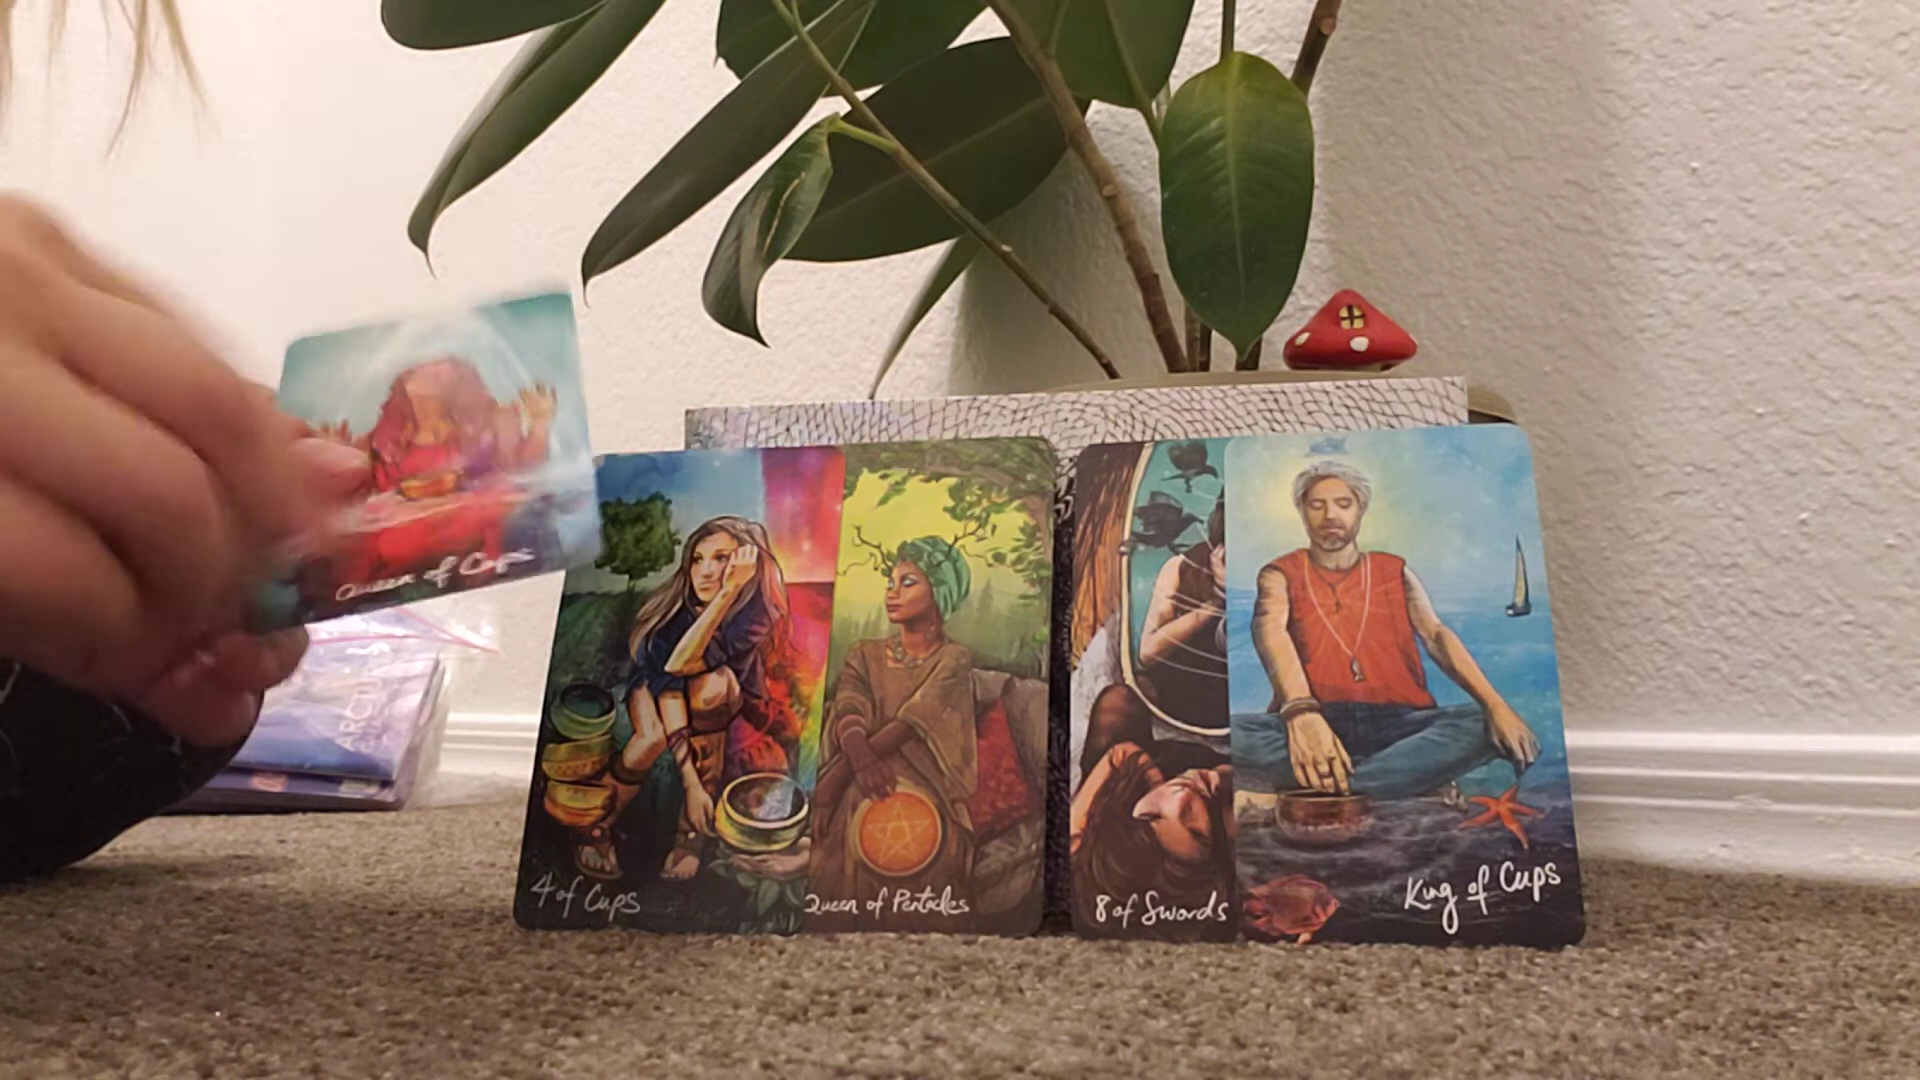 Queen of Cups
4 of Cups
Queen of Pentacles
8 of Swords
King of Cups